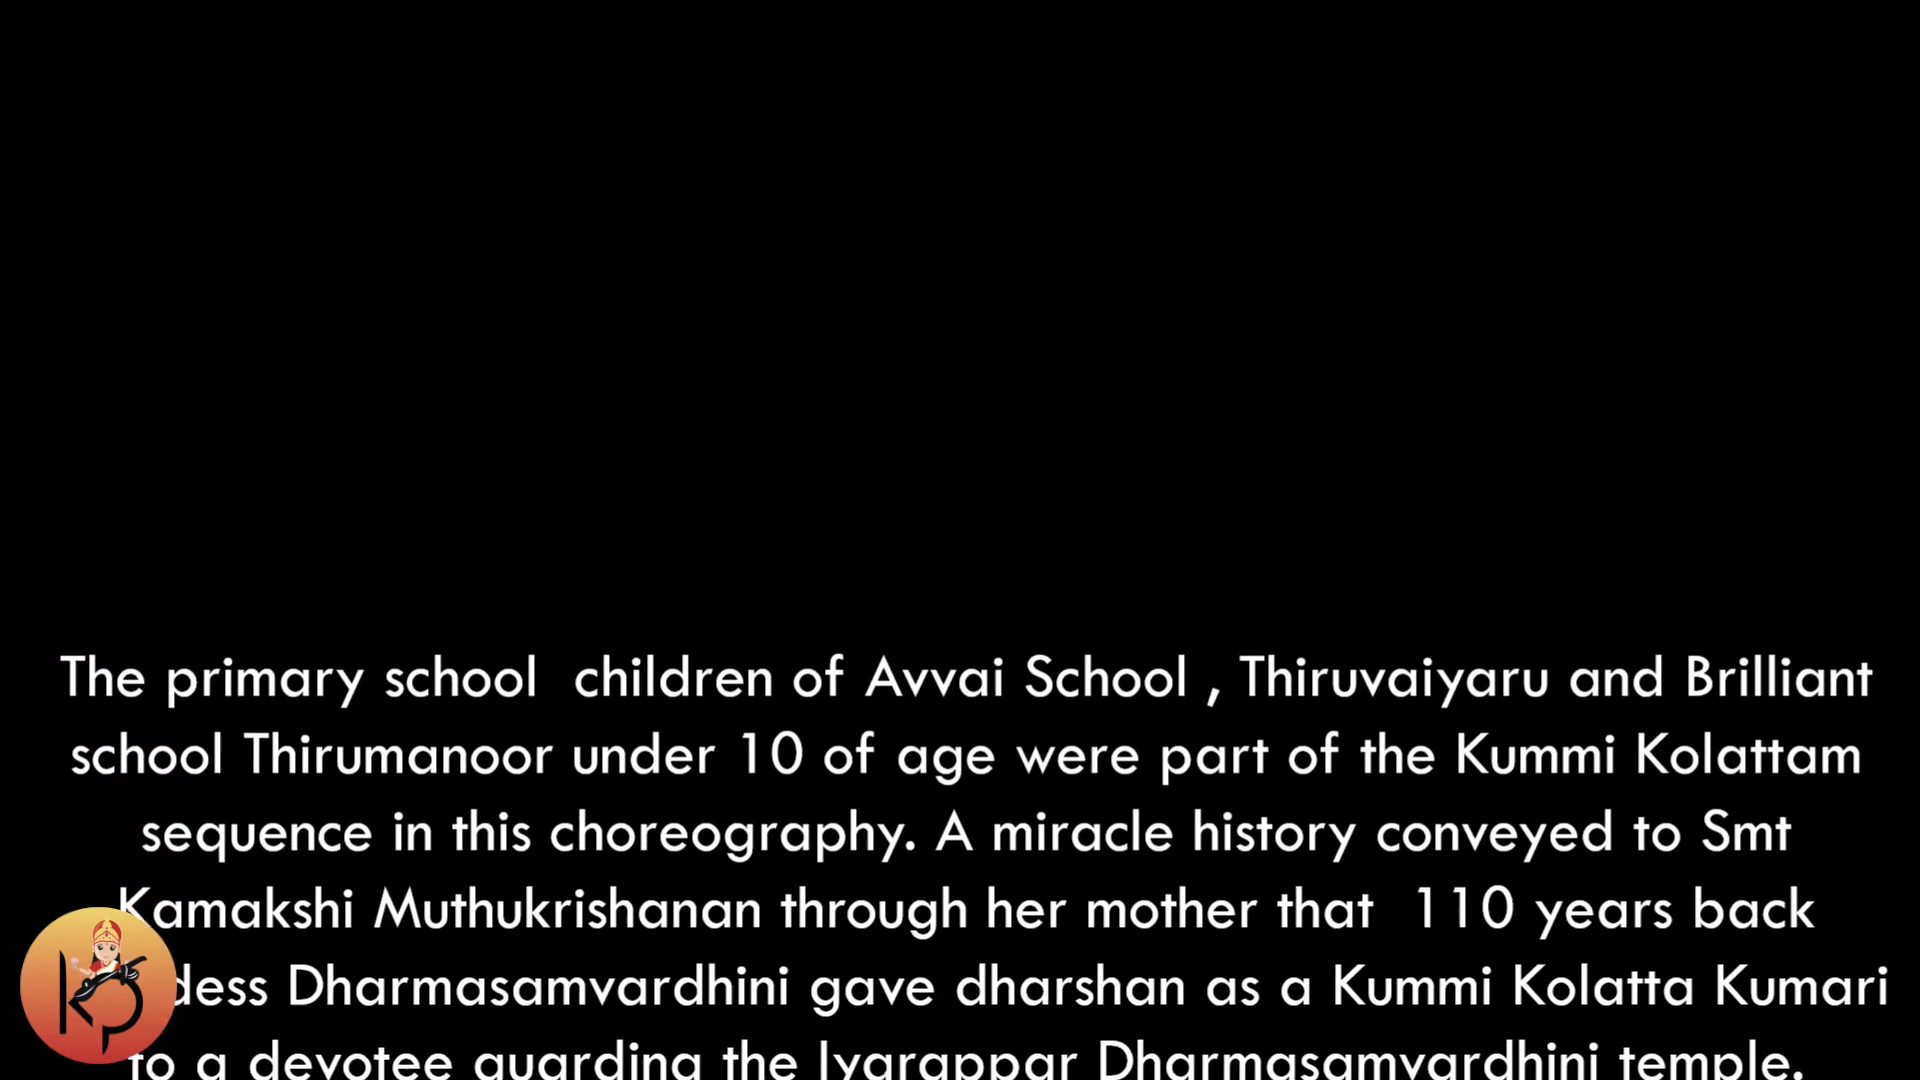 The primary school children of Avvai School , Thiruvaiyaru and Brilliant
school Thirumanoor under 10 of age were part of the Kummi Kolattam
sequence in this choreography. A miracle history conveyed to Smt
Kamakshi Muthukrishanan through her mother that 110 years back
Dharmasamvardhini gave dharshan as a Kummi Kolatta Kumari
to a devotee guarding the Iyarappar Dharmasamvardhini temple.
kp